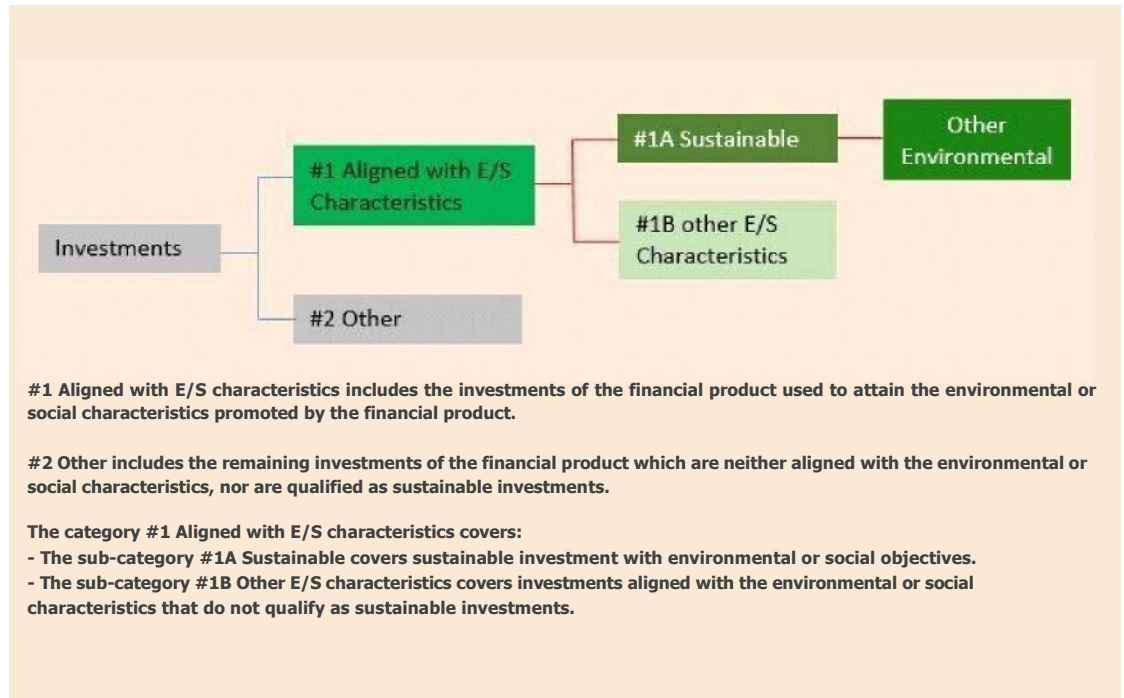 #1A Sustainable
Other
Environmental
#1 Aligned with E/S
Characteristics
#1B other E/S
Characteristics
Investments
#2 Other
#1 Aligned with E/S characteristics includes the investments of the financial product used to attain the environmental or
social characteristics promoted by the financial product.
#2 Other includes the remaining investments of the financial product which are neither aligned with the environmental or
social characteristics, nor are qualified as sustainable investments.
The category #1 Aligned with E/S characteristics covers:
- The sub-category #1A Sustainable covers sustainable investment with environmental or social objectives.
- The sub-category #1B Other E/S characteristics covers investments aligned with the environmental or social
characteristics that do not qualify as sustainable investments.